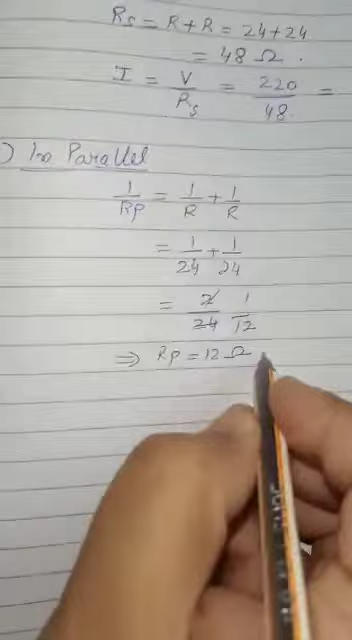 Rs = R + R = 24 + 24
= 48 Ω.
I = V/Rs = 220/48 =
) In Parallel
1/RP = 1/R + 1/R
= 1/24 + 1/24
= 2/24 1/12
⇒ RP = 12 Ω